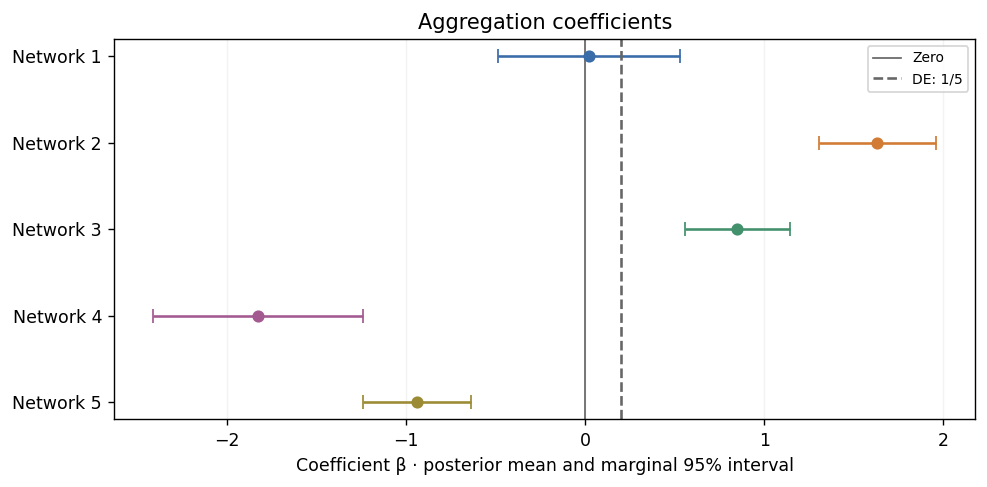 Aggregation coefficients
Network 1
Network 2
Network 3
Network 4
Network 5
Zero
DE: 1/5
−2
−1
0
1
2
Coefficient β · posterior mean and marginal 95% interval